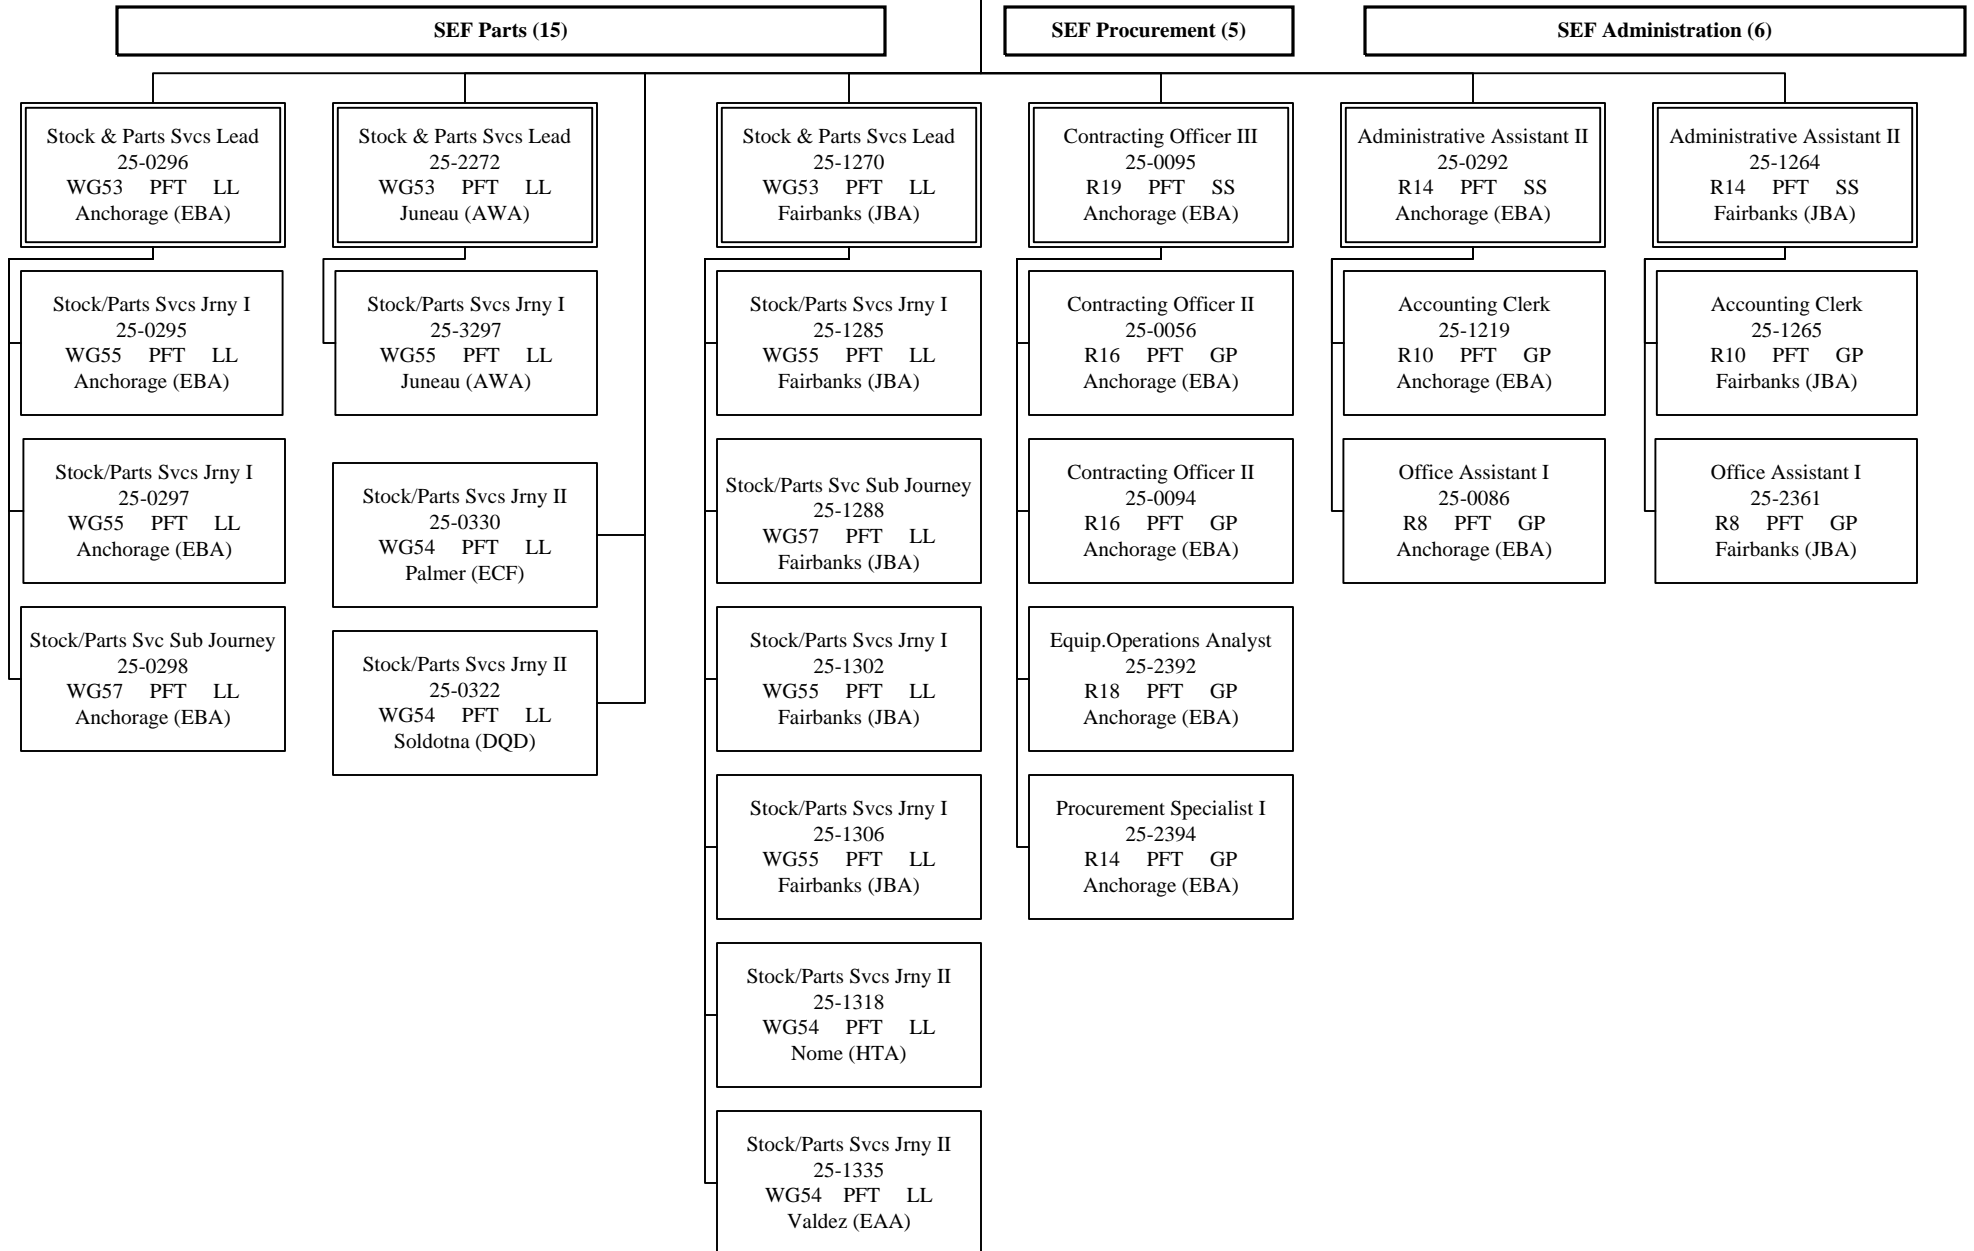 SEF Parts (15)
SEF Procurement (5)
SEF Administration (6)
Stock & Parts Svcs Lead
25-0296
WG53 PFT LL
Anchorage (EBA)
Stock/Parts Svcs Jrny I
25-0295
WG55 PFT LL
Anchorage (EBA)
Stock/Parts Svcs Jrny I
25-0297
WG55 PFT LL
Anchorage (EBA)
Stock/Parts Svc Sub Journey
25-0298
WG57 PFT LL
Anchorage (EBA)
Stock & Parts Svcs Lead
25-2272
WG53 PFT LL
Juneau (AWA)
Stock/Parts Svcs Jrny I
25-3297
WG55 PFT LL
Juneau (AWA)
Stock/Parts Svcs Jrny II
25-0330
WG54 PFT LL
Palmer (ECF)
Stock/Parts Svcs Jrny II
25-0322
WG54 PFT LL
Soldotna (DQD)
Stock & Parts Svcs Lead
25-1270
WG53 PFT LL
Fairbanks (JBA)
Stock/Parts Svcs Jrny I
25-1285
WG55 PFT LL
Fairbanks (JBA)
Stock/Parts Svc Sub Journey
25-1288
WG57 PFT LL
Fairbanks (JBA)
Stock/Parts Svcs Jrny I
25-1302
WG55 PFT LL
Fairbanks (JBA)
Stock/Parts Svcs Jrny I
25-1306
WG55 PFT LL
Fairbanks (JBA)
Stock/Parts Svcs Jrny II
25-1318
WG54 PFT LL
Nome (HTA)
Stock/Parts Svcs Jrny II
25-1335
WG54 PFT LL
Valdez (EAA)
Contracting Officer III
25-0095
R19 PFT SS
Anchorage (EBA)
Contracting Officer II
25-0056
R16 PFT GP
Anchorage (EBA)
Contracting Officer II
25-0094
R16 PFT GP
Anchorage (EBA)
Equip.Operations Analyst
25-2392
R18 PFT GP
Anchorage (EBA)
Procurement Specialist I
25-2394
R14 PFT GP
Anchorage (EBA)
Administrative Assistant II
25-0292
R14 PFT SS
Anchorage (EBA)
Accounting Clerk
25-1219
R10 PFT GP
Anchorage (EBA)
Office Assistant I
25-0086
R8 PFT GP
Anchorage (EBA)
Administrative Assistant II
25-1264
R14 PFT SS
Fairbanks (JBA)
Accounting Clerk
25-1265
R10 PFT GP
Fairbanks (JBA)
Office Assistant I
25-2361
R8 PFT GP
Fairbanks (JBA)